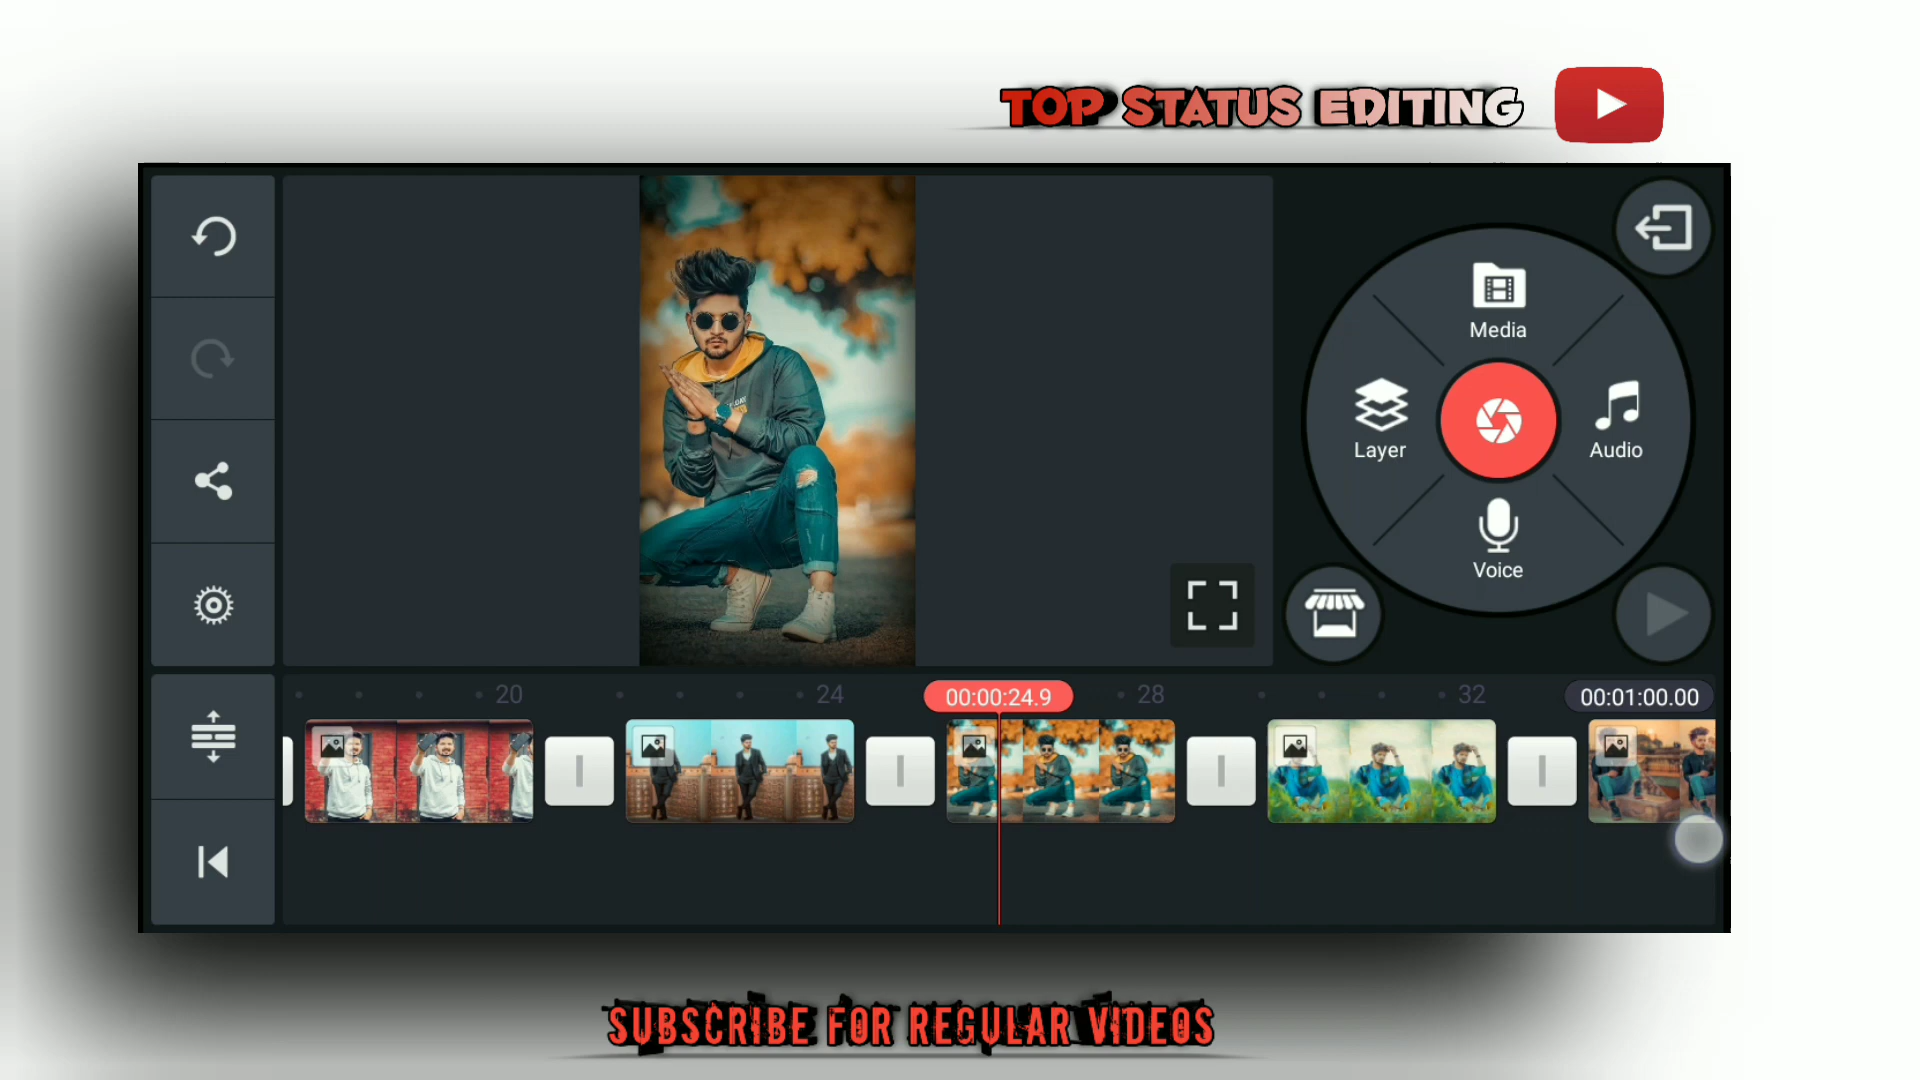 TOP STATUS EDITING
Media
Layer
Audio
Voice
20
24
00:00:24.9
28
32
00:01:00.00
SUBSCRIBE FOR REGULAR VIDEOS